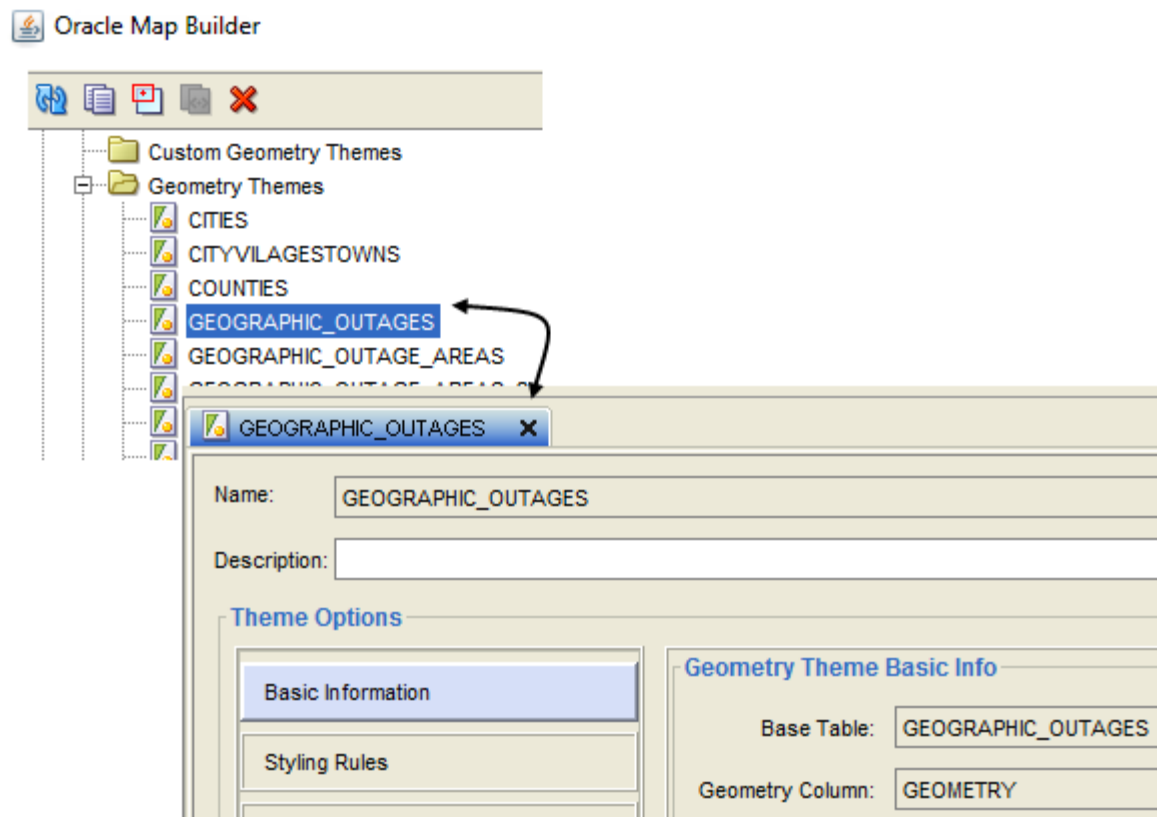 Oracle Map Builder
Custom Geometry Themes
Geometry Themes
CITIES
CITYVILAGESTOWNS
COUNTIES
GEOGRAPHIC_OUTAGES
GEOGRAPHIC_OUTAGE_AREAS
GEOGRAPHIC_OUTAGES
Name: GEOGRAPHIC_OUTAGES
Description:
Theme Options
Basic Information
Styling Rules
Geometry Theme Basic Info
Base Table: GEOGRAPHIC_OUTAGES
Geometry Column: GEOMETRY